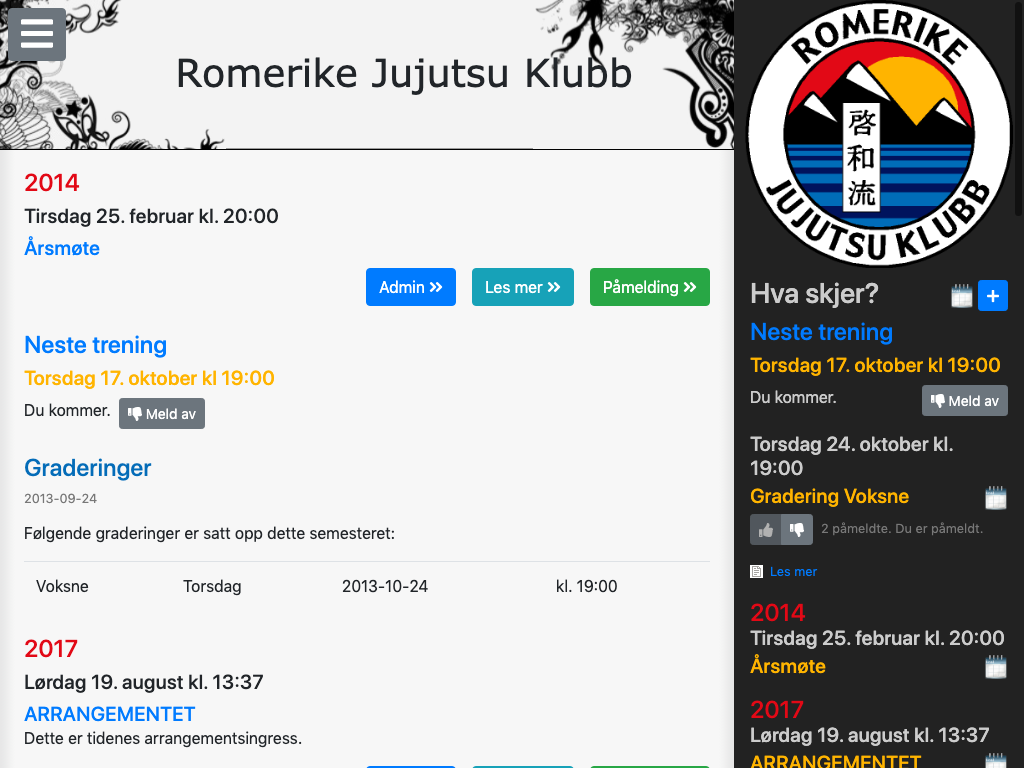 Romerike Jujutsu Klubb
2014
Tirsdag 25. februar kl. 20:00
Årsmøte
Admin
Les mer
Påmelding
Neste trening
Torsdag 17. oktober kl 19:00
Du kommer.
Meld av
Graderinger
2013-09-24
Følgende graderinger er satt opp dette semesteret:
Voksne Torsdag 2013-10-24 kl. 19:00
2017
Lørdag 19. august kl. 13:37
ARRANGEMENTET
Dette er tidenes arrangementsingress.
ROMERIKE
啓和流
JUJUTSU KLUBB
Hva skjer?
Neste trening
Torsdag 17. oktober kl 19:00
Du kommer.
Meld av
Torsdag 24. oktober kl.
19:00
Gradering Voksne
2 påmeldte. Du er påmeldt.
Les mer
2014
Tirsdag 25. februar kl. 20:00
Årsmøte
2017
Lørdag 19. august kl. 13:37
ARRANGEMENTET